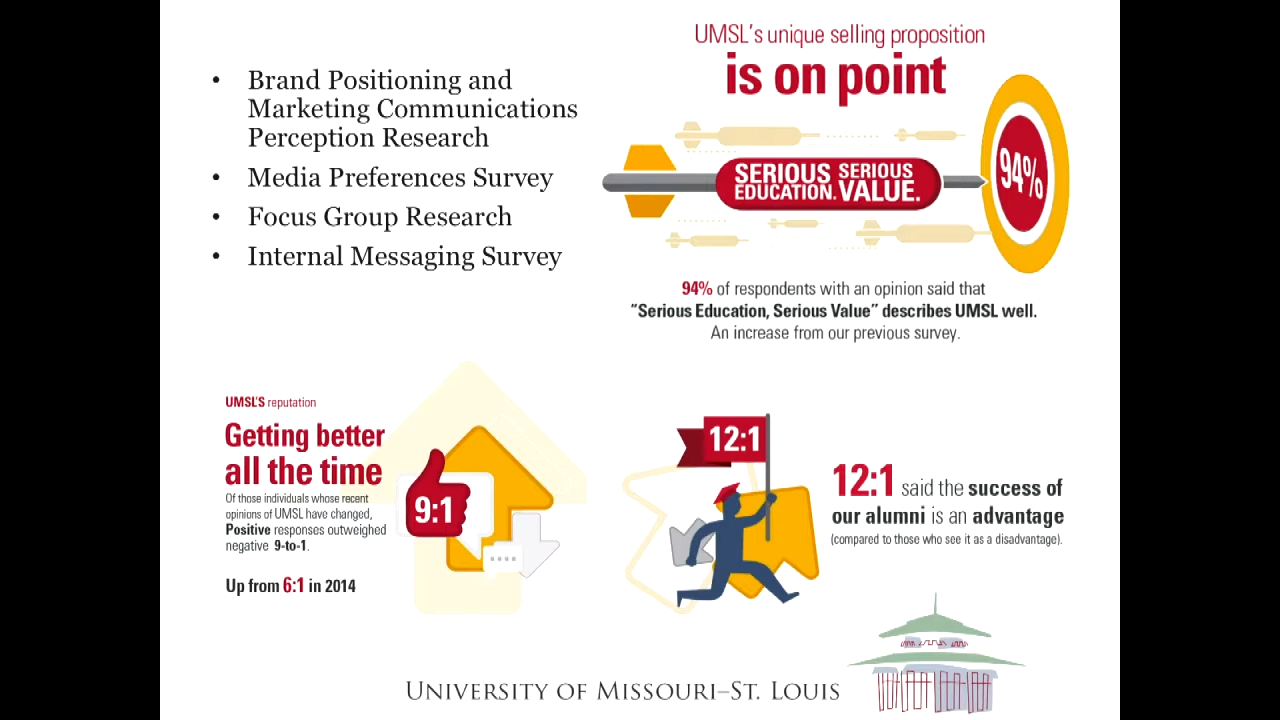 • Brand Positioning and
Marketing Communications
Perception Research
• Media Preferences Survey
• Focus Group Research
• Internal Messaging Survey
UMSL's unique selling proposition
is on point
SERIOUS EDUCATION. SERIOUS VALUE.
94%
94% of respondents with an opinion said that
“Serious Education, Serious Value” describes UMSL well.
An increase from our previous survey.
UMSL'S reputation
Getting better
all the time
Of those individuals whose recent
opinions of UMSL have changed,
Positive responses outweighed
negative 9-to-1.
Up from 6:1 in 2014
9:1
12:1
12:1 said the success of
our alumni is an advantage
(compared to those who see it as a disadvantage).
UNIVERSITY OF MISSOURI–ST. LOUIS